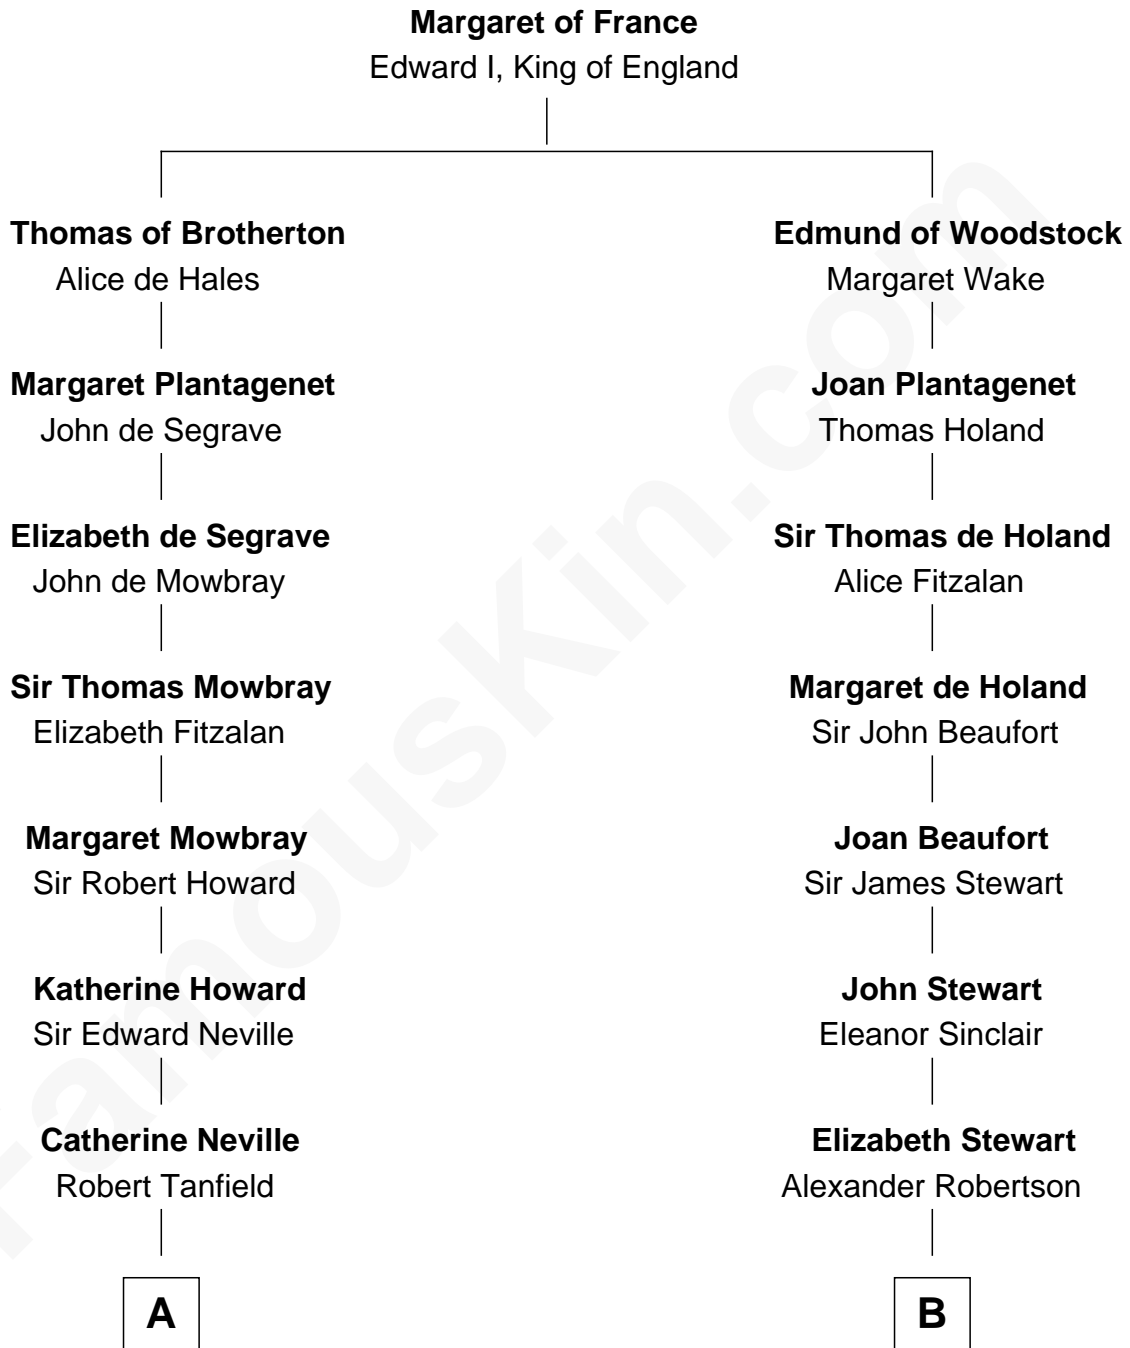 Margaret of France
Edward I, King of England
Thomas of Brotherton
Alice de Hales
Edmund of Woodstock
Margaret Wake
Margaret Plantagenet
John de Segrave
Joan Plantagenet
Thomas Holand
Elizabeth de Segrave
John de Mowbray
Sir Thomas de Holand
Alice Fitzalan
Sir Thomas Mowbray
Elizabeth Fitzalan
Margaret de Holand
Sir John Beaufort
Margaret Mowbray
Sir Robert Howard
Joan Beaufort
Sir James Stewart
Katherine Howard
Sir Edward Neville
John Stewart
Eleanor Sinclair
Catherine Neville
Robert Tanfield
Elizabeth Stewart
Alexander Robertson
A
B
FamousKin.com